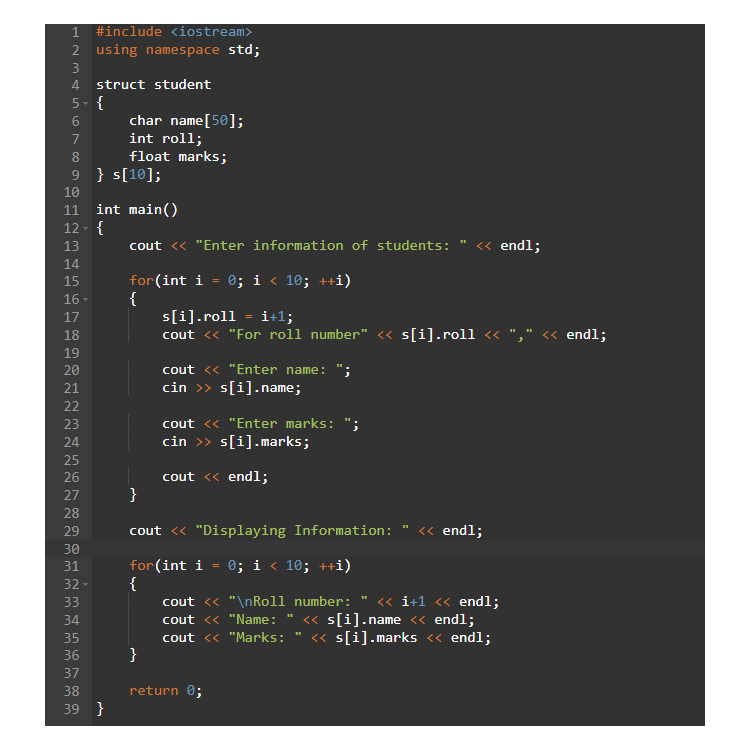 1 #include <iostream>
2 using namespace std;
3
4 struct student
5 {
6     char name[50];
7     int roll;
8     float marks;
9 } s[10];
10
11 int main()
12 {
13     cout << "Enter information of students: " << endl;
14
15     for(int i = 0; i < 10; ++i)
16     {
17         s[i].roll = i+1;
18         cout << "For roll number" << s[i].roll << "," << endl;
19
20         cout << "Enter name: ";
21         cin >> s[i].name;
22
23         cout << "Enter marks: ";
24         cin >> s[i].marks;
25
26         cout << endl;
27     }
28
29     cout << "Displaying Information: " << endl;
30
31     for(int i = 0; i < 10; ++i)
32     {
33         cout << "\nRoll number: " << i+1 << endl;
34         cout << "Name: " << s[i].name << endl;
35         cout << "Marks: " << s[i].marks << endl;
36     }
37
38     return 0;
39 }